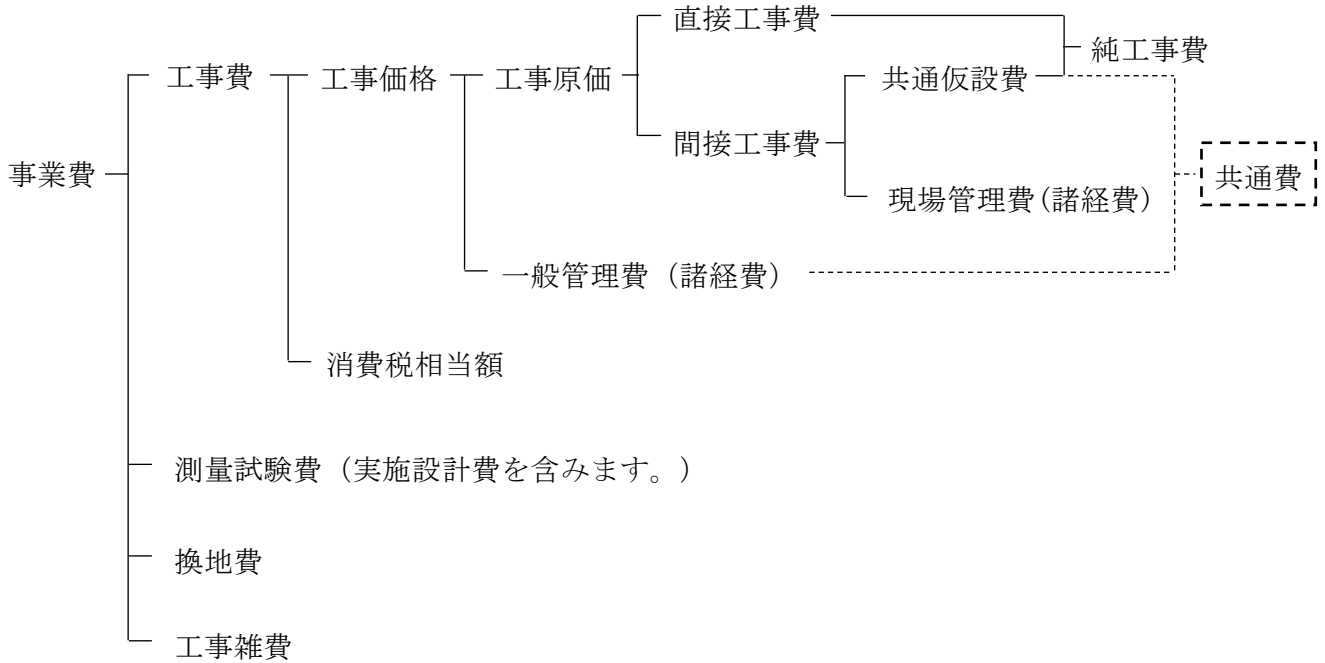 直接工事費
純工事費
工事費
工事価格
工事原価
共通仮設費
間接工事費
事業費
共通費
現場管理費(諸経費)
一般管理費（諸経費）
消費税相当額
測量試験費（実施設計費を含みます。）
換地費
工事雑費